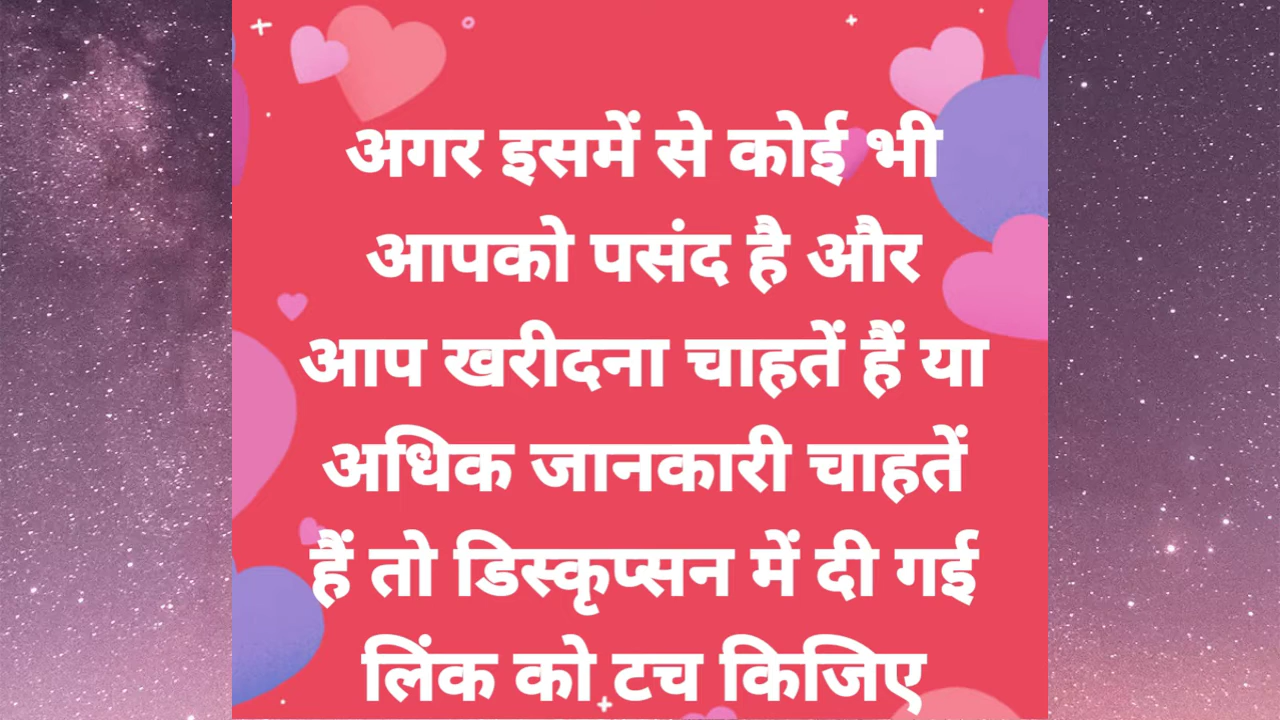 अगर इसमें से कोई भी
आपको पसंद है और
आप खरीदना चाहतें हैं या
अधिक जानकारी चाहतें
हैं तो डिस्कृप्सन में दी गई
लिंक को टच किजिए